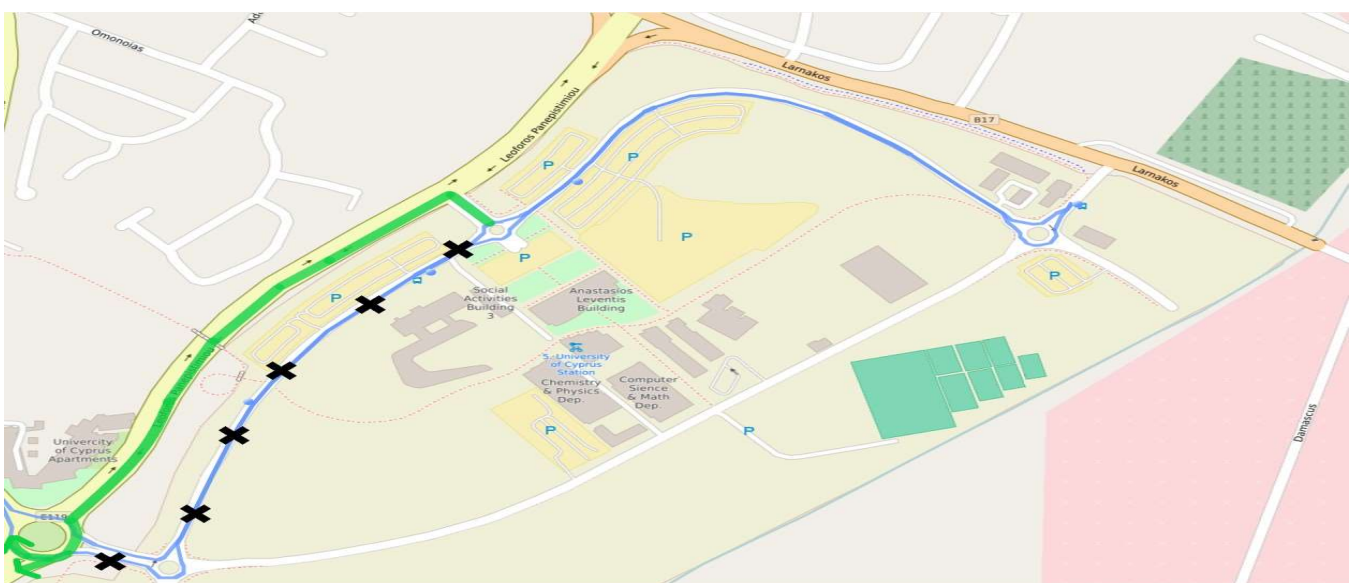 Omonoias
Larnakos
Leoforos Panepistimiou
B17
P
P
Larnakos
P
P
P
P
Social
Activities
Building
3
Anastasios
Leventis
Building
5. University
of Cyprus
Station
Chemistry
& Physics
Dep.
Computer
Sience
& Math
Dep.
P
P
Damascus
Univercity
of Cyprus
Apartments
E119